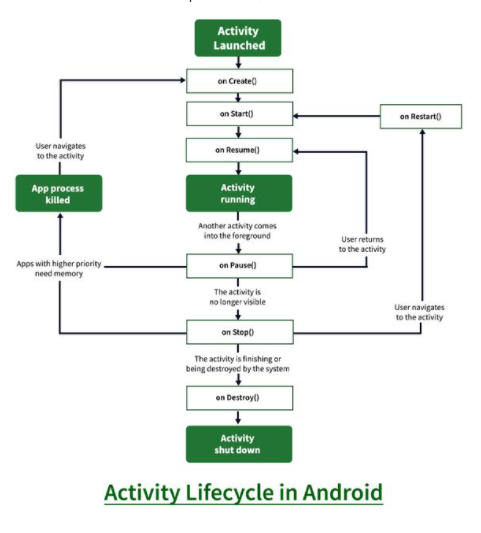 Activity
Launched
on Create()
on Start()
on Restart()
on Resume()
User navigates
to the activity
App process
killed
Activity
running
Another activity comes
into the foreground
User returns
to the activity
Apps with higher priority
need memory
on Pause()
The activity is
no longer visible
User navigates
to the activity
on Stop()
The activity is finishing or
being destroyed by the system
on Destroy()
Activity
shut down
Activity Lifecycle in Android